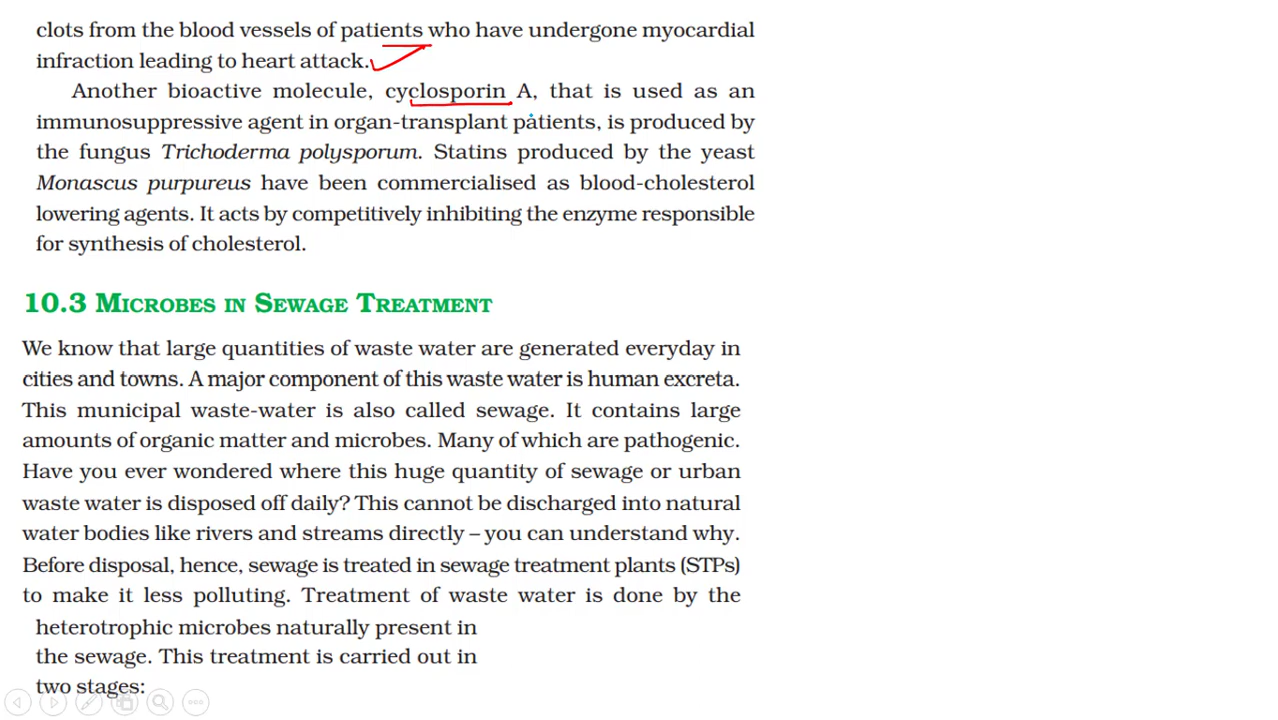 clots from the blood vessels of patients who have undergone myocardial
infraction leading to heart attack.
Another bioactive molecule, cyclosporin A, that is used as an
immunosuppressive agent in organ-transplant patients, is produced by
the fungus Trichoderma polysporum. Statins produced by the yeast
Monascus purpureus have been commercialised as blood-cholesterol
lowering agents. It acts by competitively inhibiting the enzyme responsible
for synthesis of cholesterol.
10.3 MICROBES IN SEWAGE TREATMENT
We know that large quantities of waste water are generated everyday in
cities and towns. A major component of this waste water is human excreta.
This municipal waste-water is also called sewage. It contains large
amounts of organic matter and microbes. Many of which are pathogenic.
Have you ever wondered where this huge quantity of sewage or urban
waste water is disposed off daily? This cannot be discharged into natural
water bodies like rivers and streams directly – you can understand why.
Before disposal, hence, sewage is treated in sewage treatment plants (STPs)
to make it less polluting. Treatment of waste water is done by the
heterotrophic microbes naturally present in
the sewage. This treatment is carried out in
two stages: